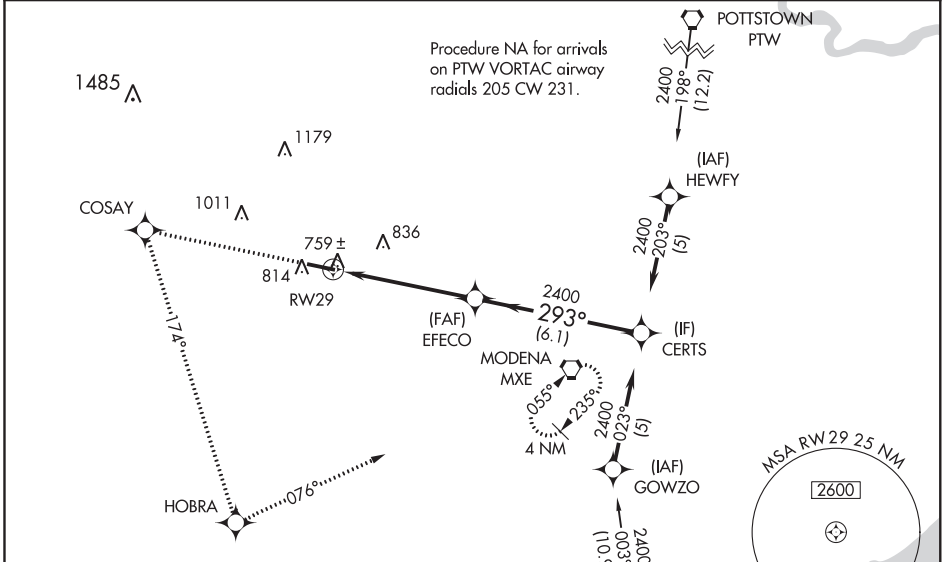 POTTSTOWN
PTW
Procedure NA for arrivals
on PTW VORTAC airway
radials 205 CW 231.
2400
198°
(12.2)
1485
1179
(IAF)
HEWFY
1011
COSAY
836
759 ±
814
2400
203°
(5)
RW29
2400
293°
(6.1)
(FAF)
EFECO
(IF)
CERTS
MODENA
MXE
174°
055°
235°
4 NM
2400
023°
(5)
MSA RW 29 25 NM
2600
(IAF)
GOWZO
076°
HOBRA
2400
003°